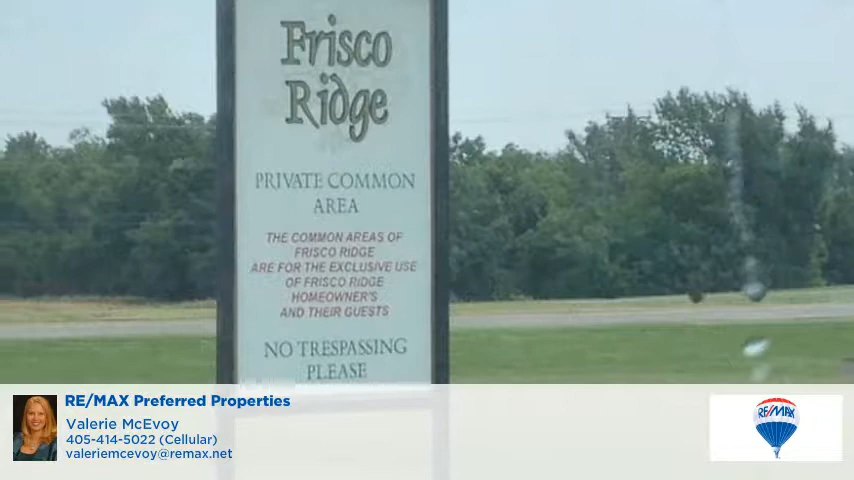 Frisco
Ridge
PRIVATE COMMON
AREA
THE COMMON AREAS OF
FRISCO RIDGE
ARE FOR THE EXCLUSIVE USE
OF FRISCO RIDGE
HOMEOWNER'S
AND THEIR GUESTS
NO TRESPASSING
PLEASE
RE/MAX Preferred Properties
Valerie McEvoy
405-414-5022 (Cellular)
valeriemcevoy@remax.net
RE/MAX